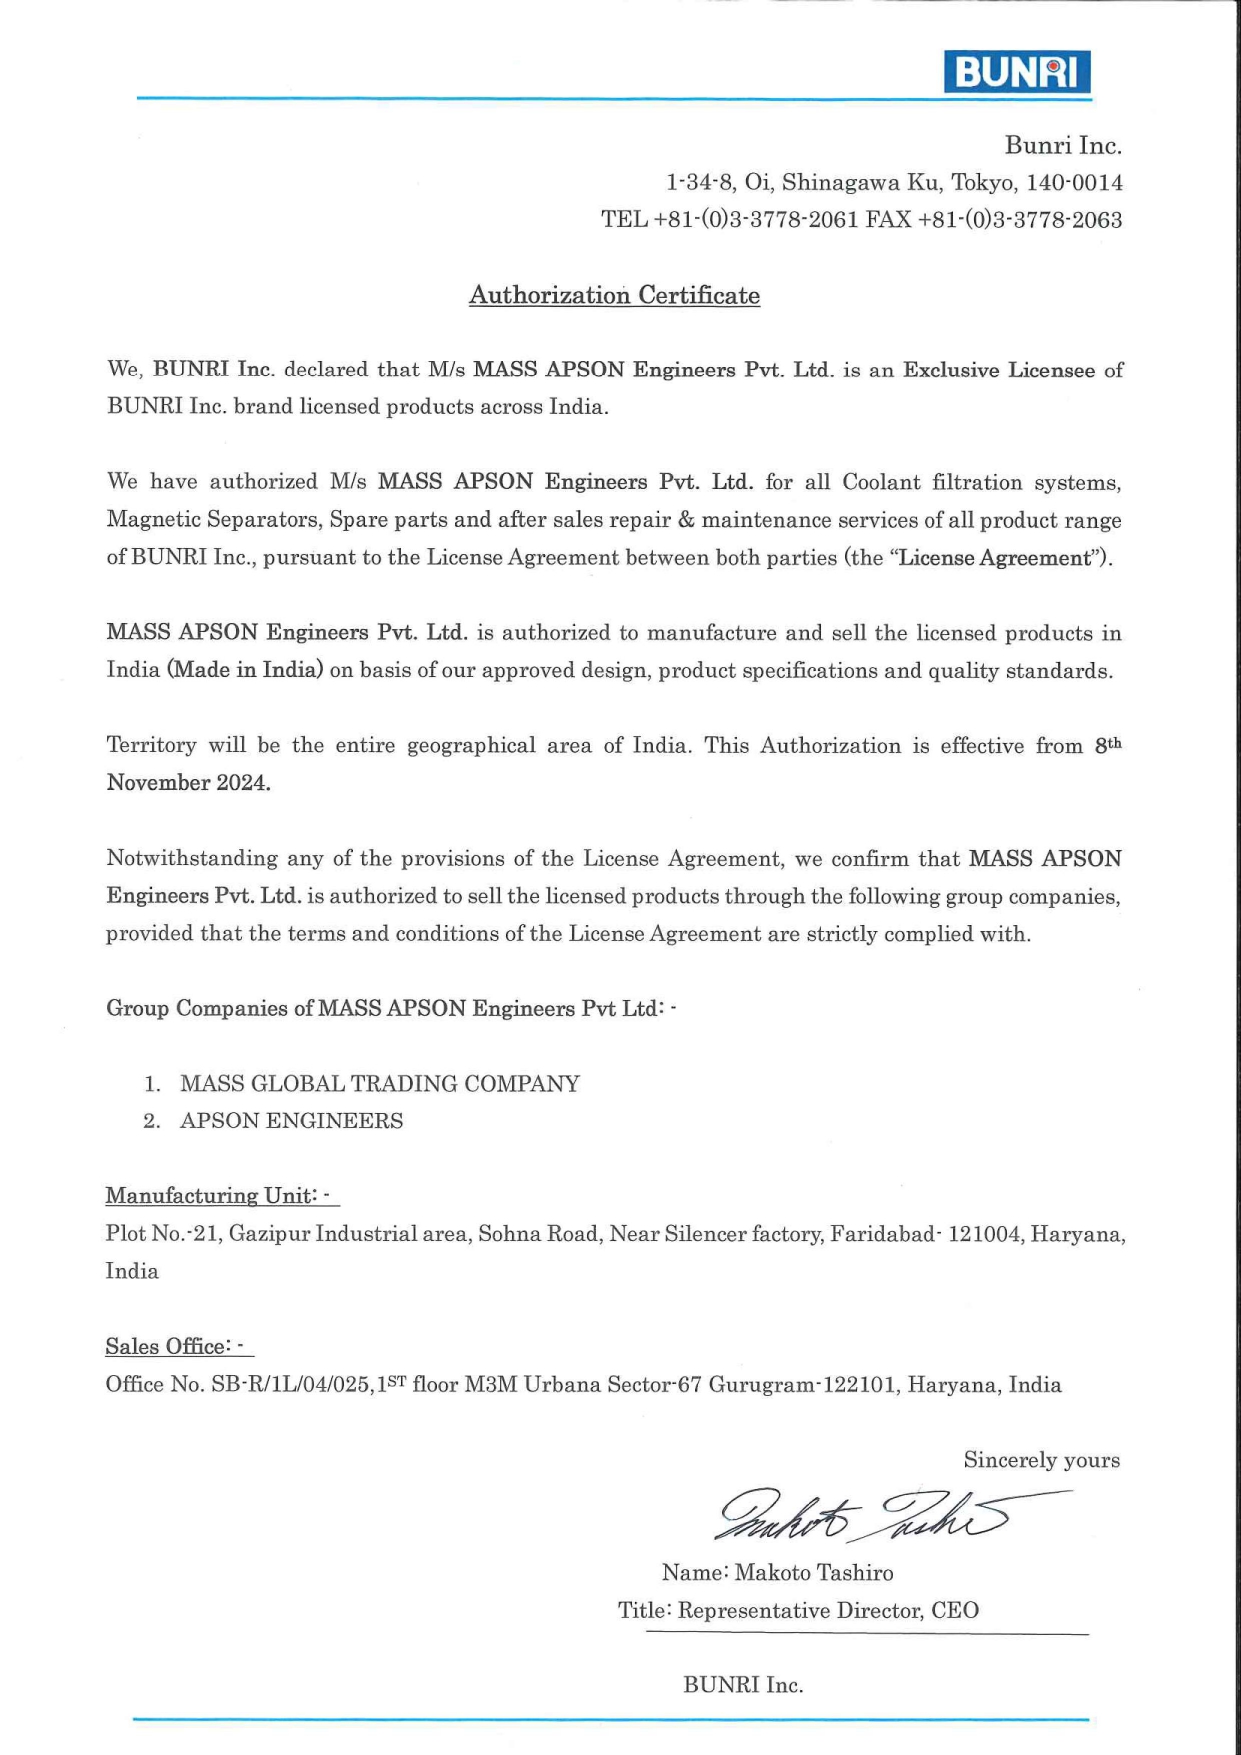 BUNRI
Bunri Inc.
1-34-8, Oi, Shinagawa Ku, Tokyo, 140-0014
TEL +81-(0)3-3778-2061 FAX +81-(0)3-3778-2063
Authorization Certificate
We, BUNRI Inc. declared that M/s MASS APSON Engineers Pvt. Ltd. is an Exclusive Licensee of
BUNRI Inc. brand licensed products across India.
We have authorized M/s MASS APSON Engineers Pvt. Ltd. for all Coolant filtration systems,
Magnetic Separators, Spare parts and after sales repair & maintenance services of all product range
of BUNRI Inc., pursuant to the License Agreement between both parties (the “License Agreement”).
MASS APSON Engineers Pvt. Ltd. is authorized to manufacture and sell the licensed products in
India (Made in India) on basis of our approved design, product specifications and quality standards.
Territory will be the entire geographical area of India. This Authorization is effective from 8th
November 2024.
Notwithstanding any of the provisions of the License Agreement, we confirm that MASS APSON
Engineers Pvt. Ltd. is authorized to sell the licensed products through the following group companies,
provided that the terms and conditions of the License Agreement are strictly complied with.
Group Companies of MASS APSON Engineers Pvt Ltd: -
1. MASS GLOBAL TRADING COMPANY
2. APSON ENGINEERS
Manufacturing Unit: -
Plot No.-21, Gazipur Industrial area, Sohna Road, Near Silencer factory, Faridabad- 121004, Haryana,
India
Sales Office: -
Office No. SB-R/1L/04/025,1ST floor M3M Urbana Sector-67 Gurugram-122101, Haryana, India
Sincerely yours
Makoto Tashiro
Name: Makoto Tashiro
Title: Representative Director, CEO
BUNRI Inc.